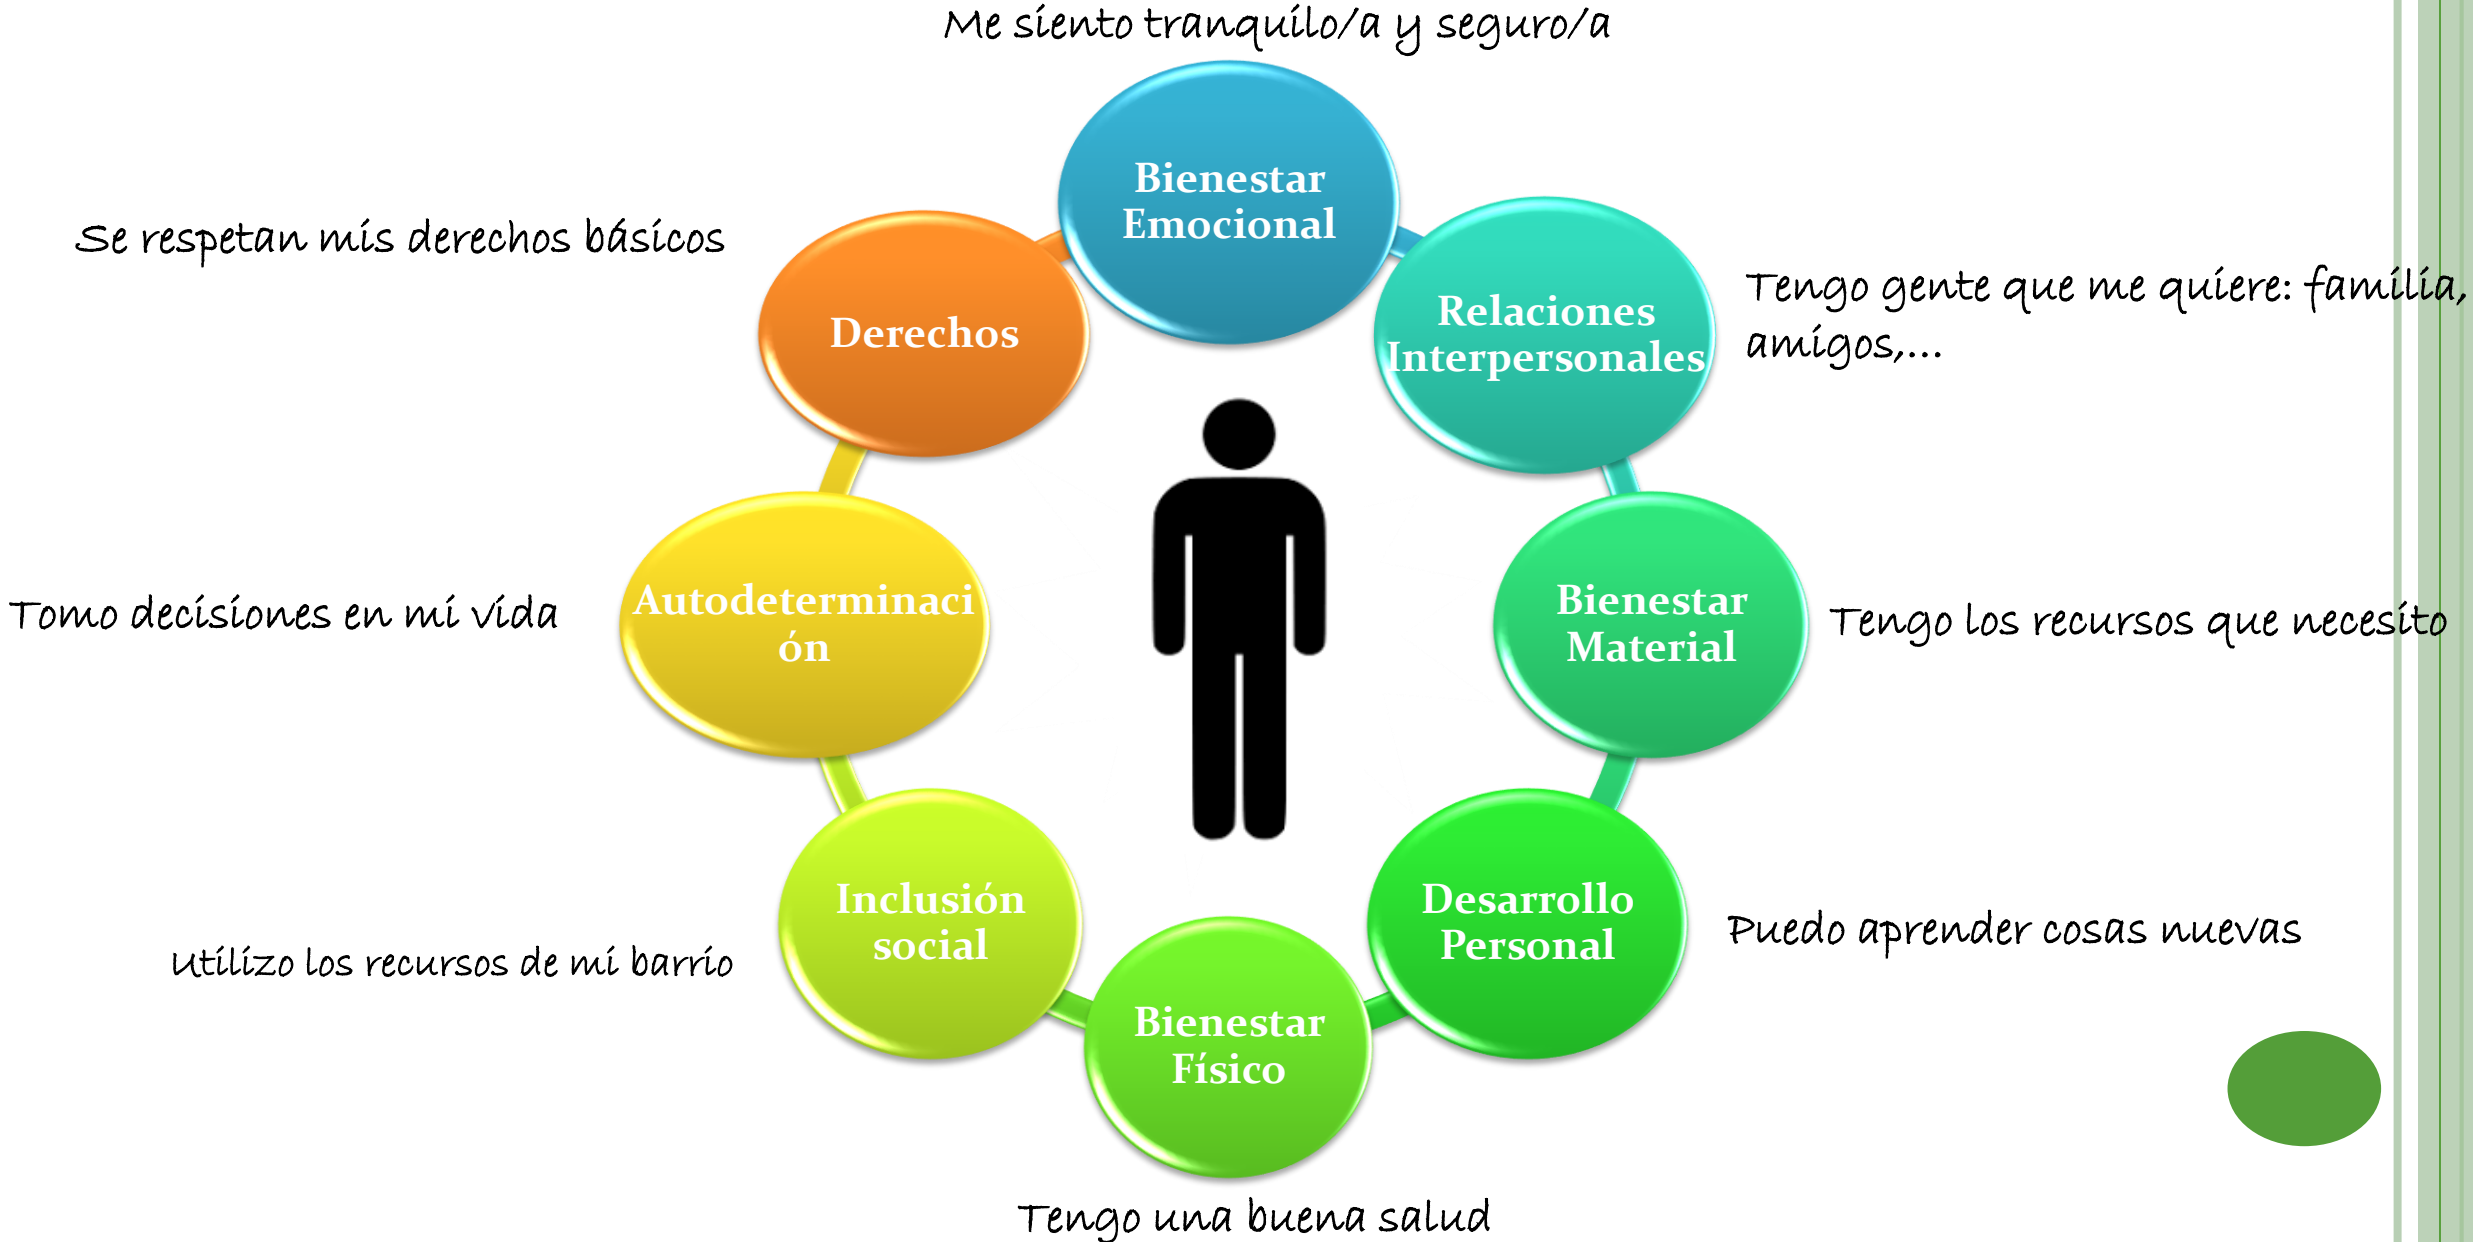 Me siento tranquilo/a y seguro/a
Bienestar
Emocional
Se respetan mis derechos básicos
Derechos
Relaciones
Interpersonales
Tengo gente que me quiere: familia,
amigos,...
Tomo decisiones en mi vida
Autodeterminaci
ón
Bienestar
Material
Tengo los recursos que necesito
Utilizo los recursos de mi barrio
Inclusión
social
Desarrollo
Personal
Puedo aprender cosas nuevas
Bienestar
Físico
Tengo una buena salud